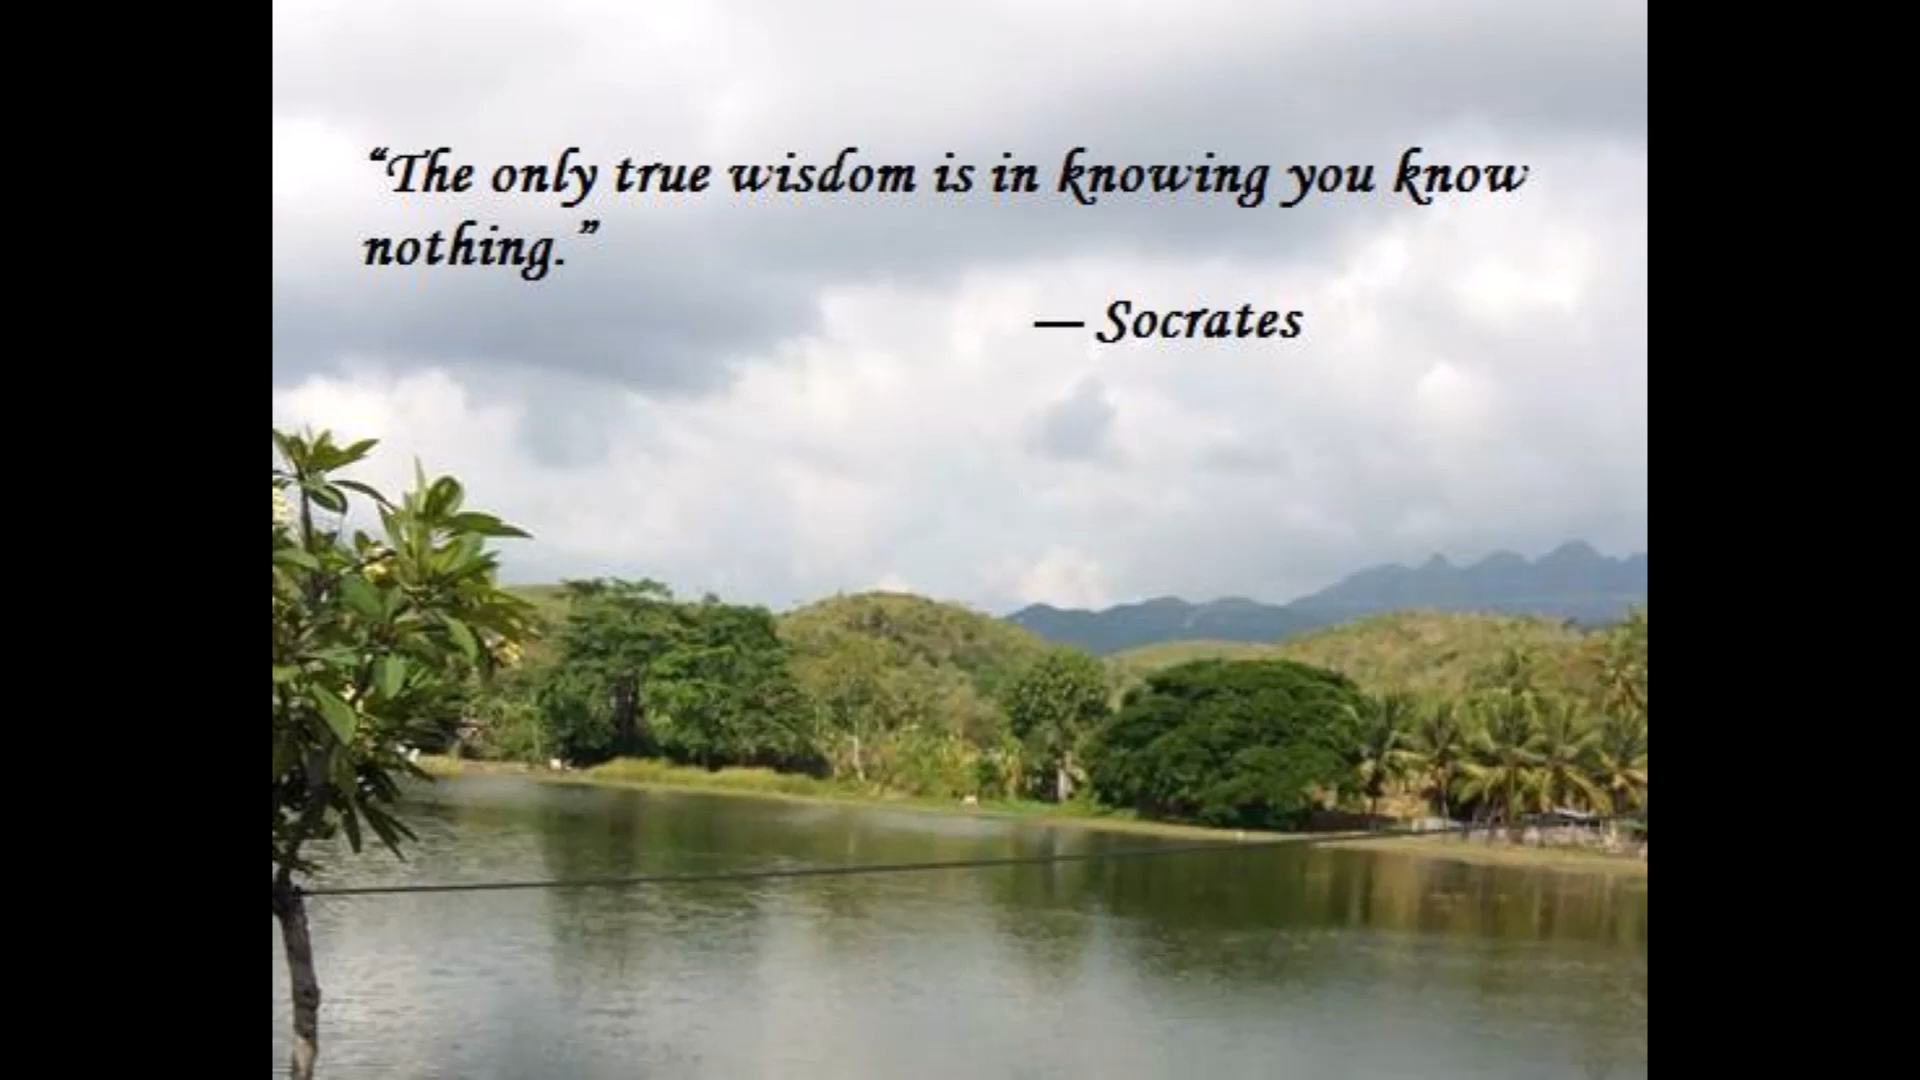 “The only true wisdom is in knowing you know
nothing.”
— Socrates